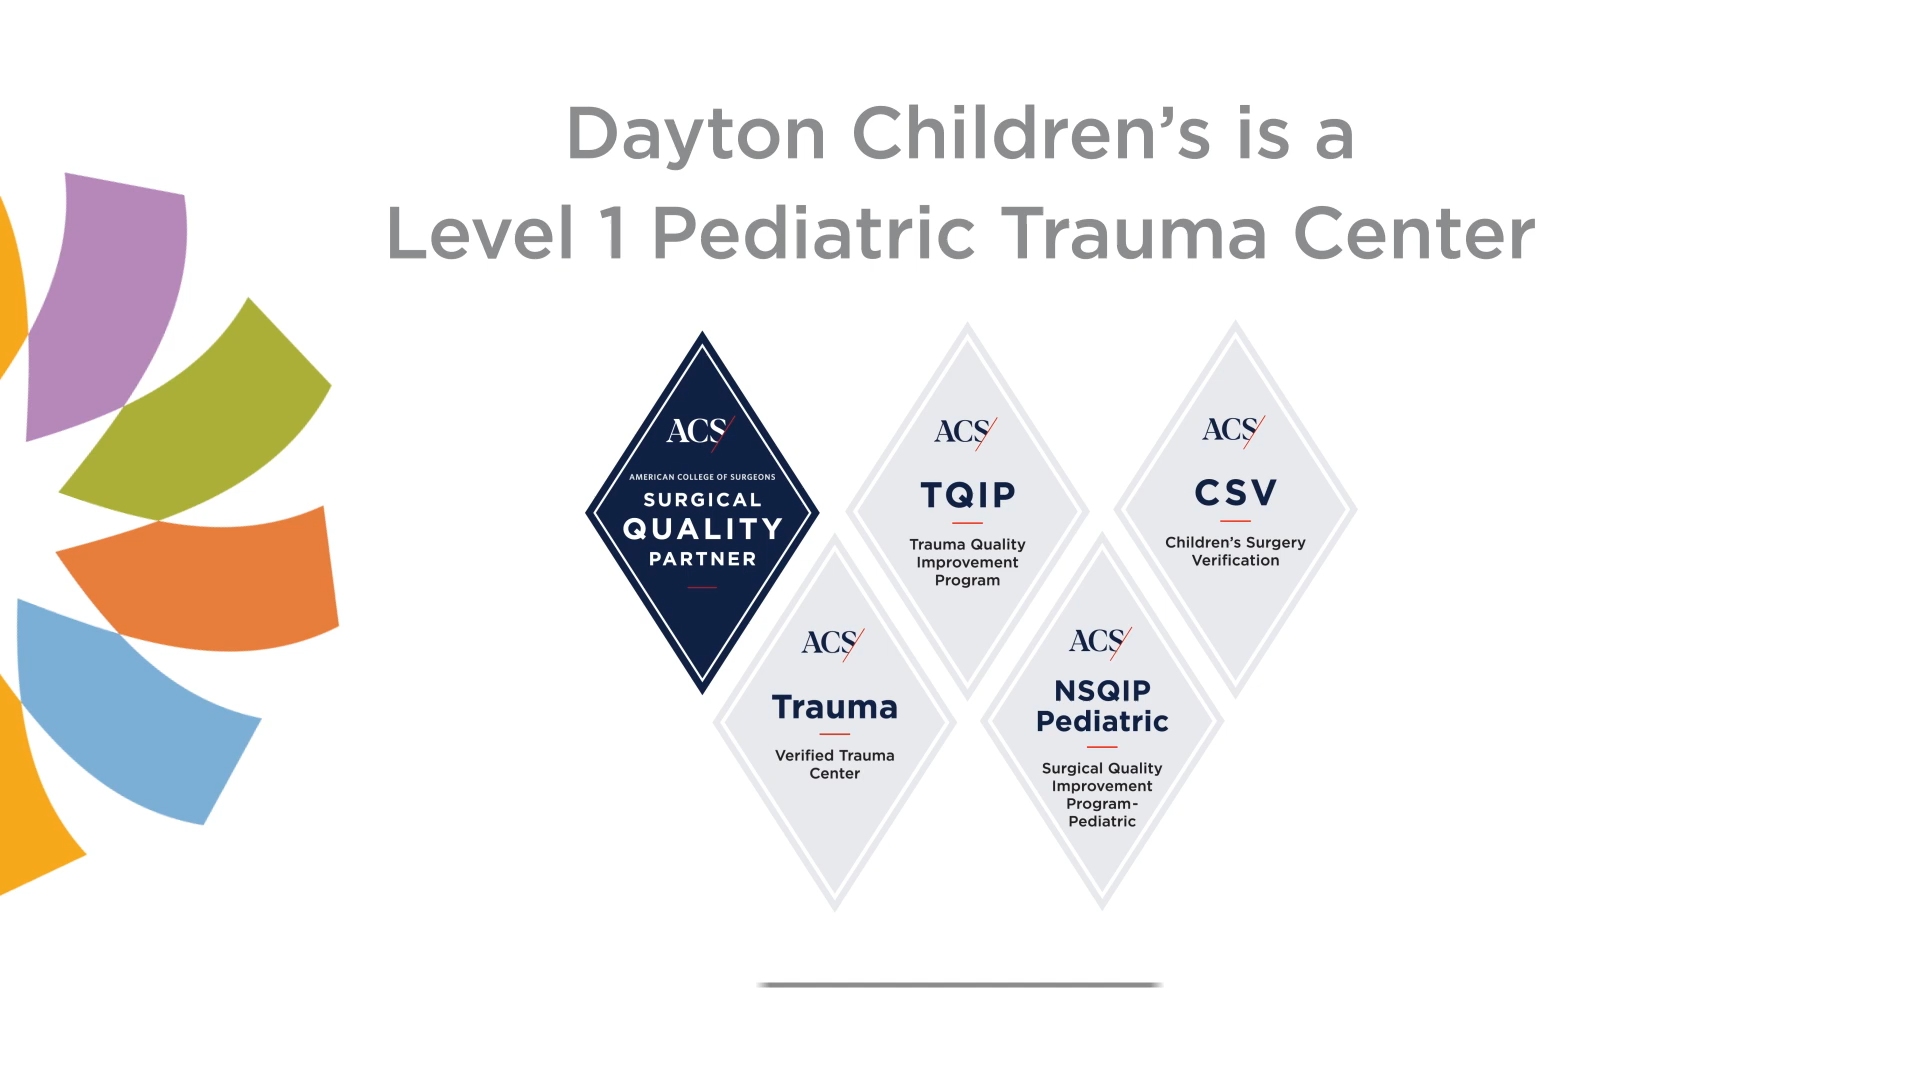 Dayton Children’s is a
Level 1 Pediatric Trauma Center
ACS
AMERICAN COLLEGE OF SURGEONS
SURGICAL
QUALITY
PARTNER
ACS
TQIP
Trauma Quality
Improvement
Program
ACS
CSV
Children’s Surgery
Verification
ACS
Trauma
Verified Trauma
Center
ACS
NSQIP
Pediatric
Surgical Quality
Improvement
Program-
Pediatric